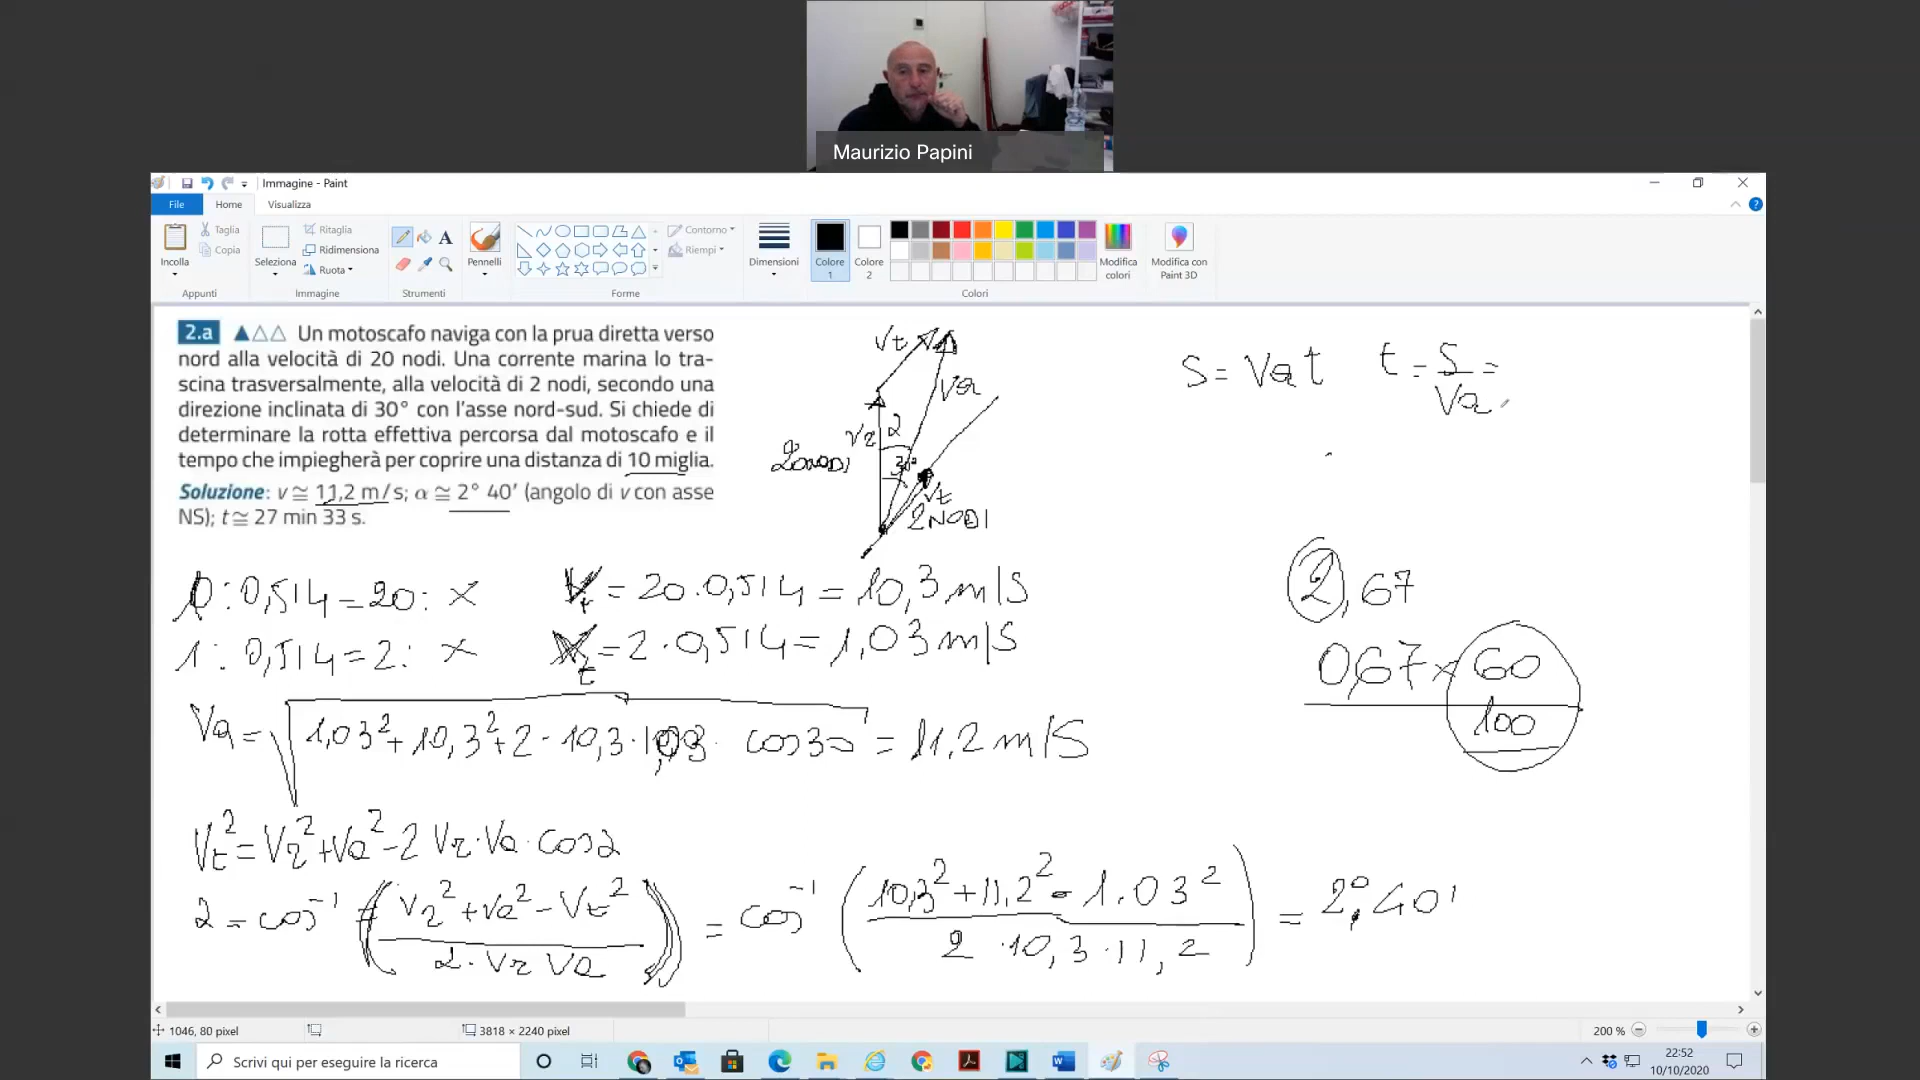 Maurizio Papini
Immagine - Paint
File Home Visualizza
Incolla
Taglia
Copia
Appunti
Seleziona
Ritaglia
Ridimensiona
Ruota
Immagine
Strumenti
Pennelli
Contorno
Riempi
Forme
Dimensioni
Colore 1
Colore 2
Modifica colori
Modifica con Paint 3D
Colori
2.a Un motoscafo naviga con la prua diretta verso
nord alla velocità di 20 nodi. Una corrente marina lo tra-
scina trasversalmente, alla velocità di 2 nodi, secondo una
direzione inclinata di 30° con l'asse nord-sud. Si chiede di
determinare la rotta effettiva percorsa dal motoscafo e il
tempo che impiegherà per coprire una distanza di 10 miglia.
Soluzione: v ≅ 11,2 m/s; α ≅ 2° 40' (angolo di v con asse
NS); t ≅ 27 min 33 s.
Vt
Va
Vr 2
20NODI
30°
Vt
2NODI
S = Va t t = S/Va =
2,67
0,67 × 60
100
1 : 0,514 = 20 : x
= 20 · 0,514 = 10,3 m/S
1 : 0,514 = 2 : x
= 2 · 0,514 = 1,03 m/S
Va = √1,03² + 10,3² + 2 · 10,3 · 1,03 · cos30 = 11,2 m/S
Vt² = Vr² + Va² - 2 Vr · Va · cos2
2 = cos⁻¹ (Vr² + Va² - Vt² / 2 · Vr Va) = cos⁻¹ (10,3² + 11,2² - 1.03² / 2 · 10,3 · 11,2) = 2°,40'
1046, 80 pixel
3818 × 2240 pixel
200 %
Scrivi qui per eseguire la ricerca
22:52
10/10/2020